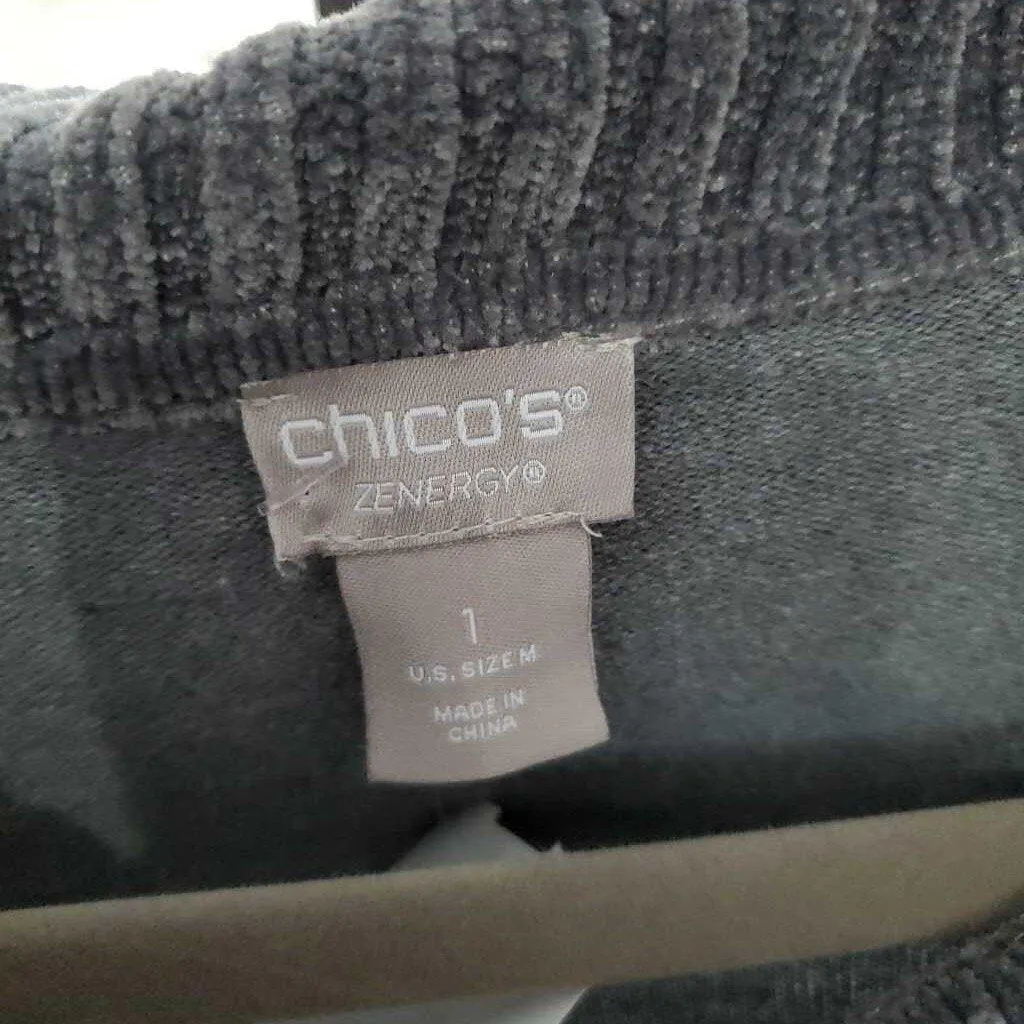 chico's®
ZENERGY®
1
U.S. SIZE M
MADE IN
CHINA